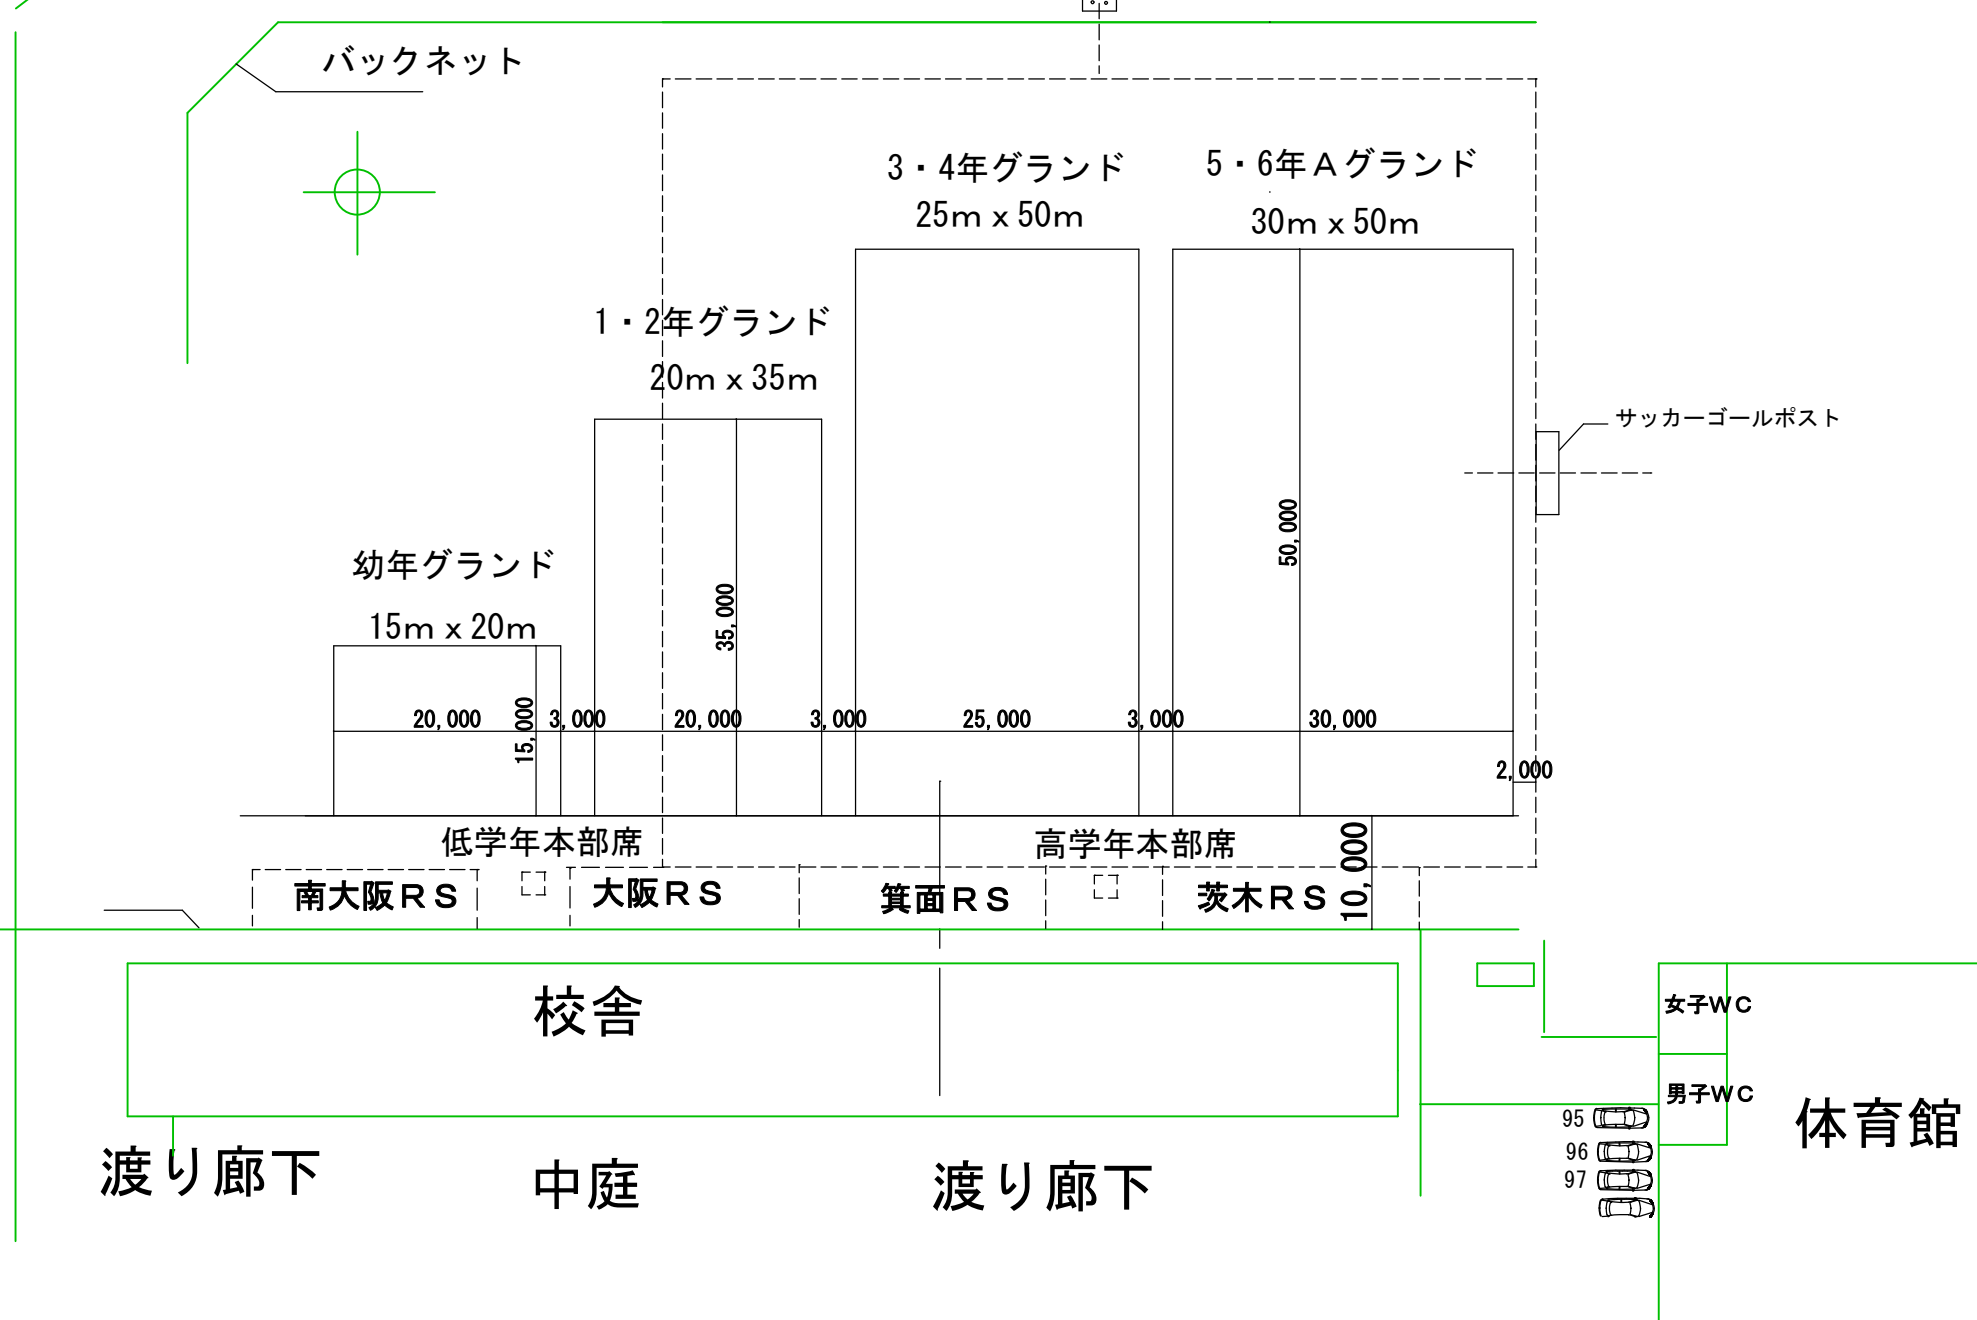 バックネット
3・4年グランド
25m x 50m
5・6年Aグランド
30m x 50m
1・2年グランド
20m x 35m
サッカーゴールポスト
幼年グランド
15m x 20m
50,000
35,000
15,000
20,000
3,000
20,000
3,000
25,000
3,000
30,000
2,000
低学年本部席
高学年本部席
10,000
南大阪RS
大阪RS
箕面RS
茨木RS
校舎
女子WC
男子WC
体育館
95
96
97
渡り廊下
中庭
渡り廊下